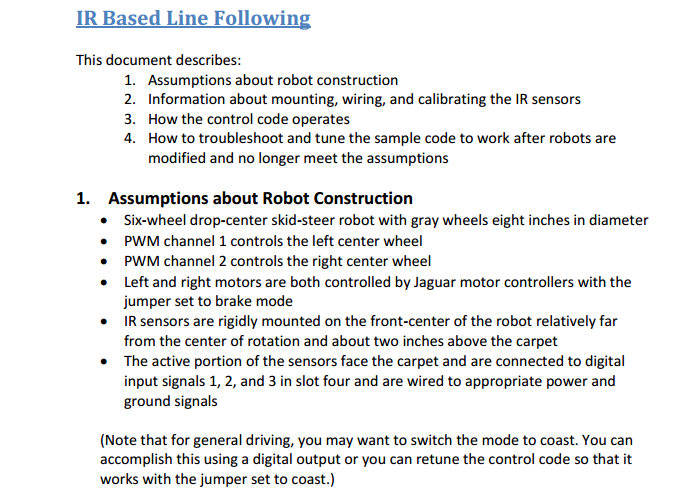 IR Based Line Following
This document describes:
1. Assumptions about robot construction
2. Information about mounting, wiring, and calibrating the IR sensors
3. How the control code operates
4. How to troubleshoot and tune the sample code to work after robots are
modified and no longer meet the assumptions
1. Assumptions about Robot Construction
• Six-wheel drop-center skid-steer robot with gray wheels eight inches in diameter
• PWM channel 1 controls the left center wheel
• PWM channel 2 controls the right center wheel
• Left and right motors are both controlled by Jaguar motor controllers with the
jumper set to brake mode
• IR sensors are rigidly mounted on the front-center of the robot relatively far
from the center of rotation and about two inches above the carpet
• The active portion of the sensors face the carpet and are connected to digital
input signals 1, 2, and 3 in slot four and are wired to appropriate power and
ground signals
(Note that for general driving, you may want to switch the mode to coast. You can
accomplish this using a digital output or you can retune the control code so that it
works with the jumper set to coast.)